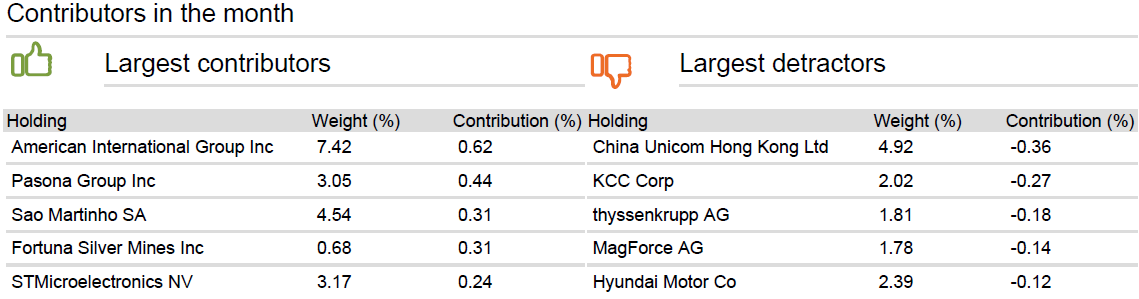 Contributors in the month
Largest contributors Largest detractors
Holding Weight (%) Contribution (%) Holding Weight (%) Contribution (%)
American International Group Inc 7.42 0.62 China Unicom Hong Kong Ltd 4.92 -0.36
Pasona Group Inc 3.05 0.44 KCC Corp 2.02 -0.27
Sao Martinho SA 4.54 0.31 thyssenkrupp AG 1.81 -0.18
Fortuna Silver Mines Inc 0.68 0.31 MagForce AG 1.78 -0.14
STMicroelectronics NV 3.17 0.24 Hyundai Motor Co 2.39 -0.12